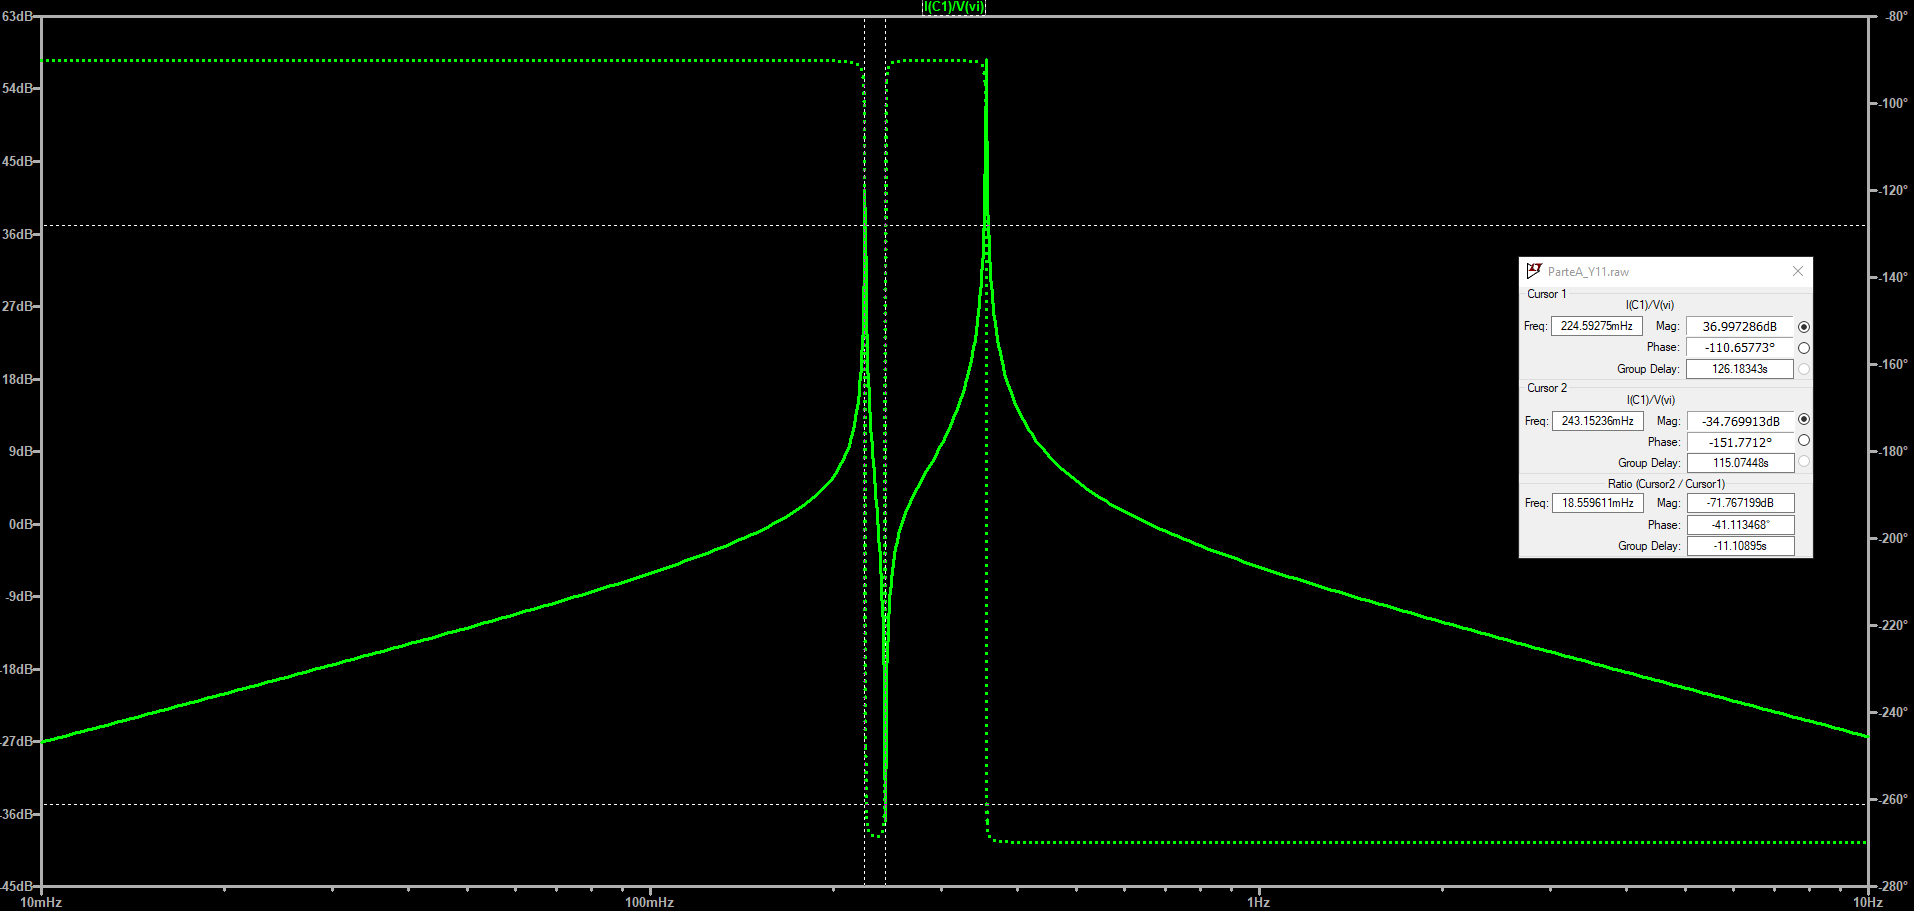 I(C1)/V(vi)
63dB
54dB
45dB
36dB
27dB
18dB
9dB
0dB
-9dB
-18dB
-27dB
-36dB
-45dB
-80°
-100°
-120°
-140°
-160°
-180°
-200°
-220°
-240°
-260°
-280°
10mHz
100mHz
1Hz
10Hz
ParteA_Y11.raw
Cursor 1
I(C1)/V(vi)
Freq: 224.59275mHz Mag: 36.997286dB
Phase: -110.65773°
Group Delay: 126.18343s
Cursor 2
I(C1)/V(vi)
Freq: 243.15236mHz Mag: -34.769913dB
Phase: -151.7712°
Group Delay: 115.07448s
Ratio (Cursor2 / Cursor1)
Freq: 18.559611mHz Mag: -71.767199dB
Phase: -41.113468°
Group Delay: -11.10895s